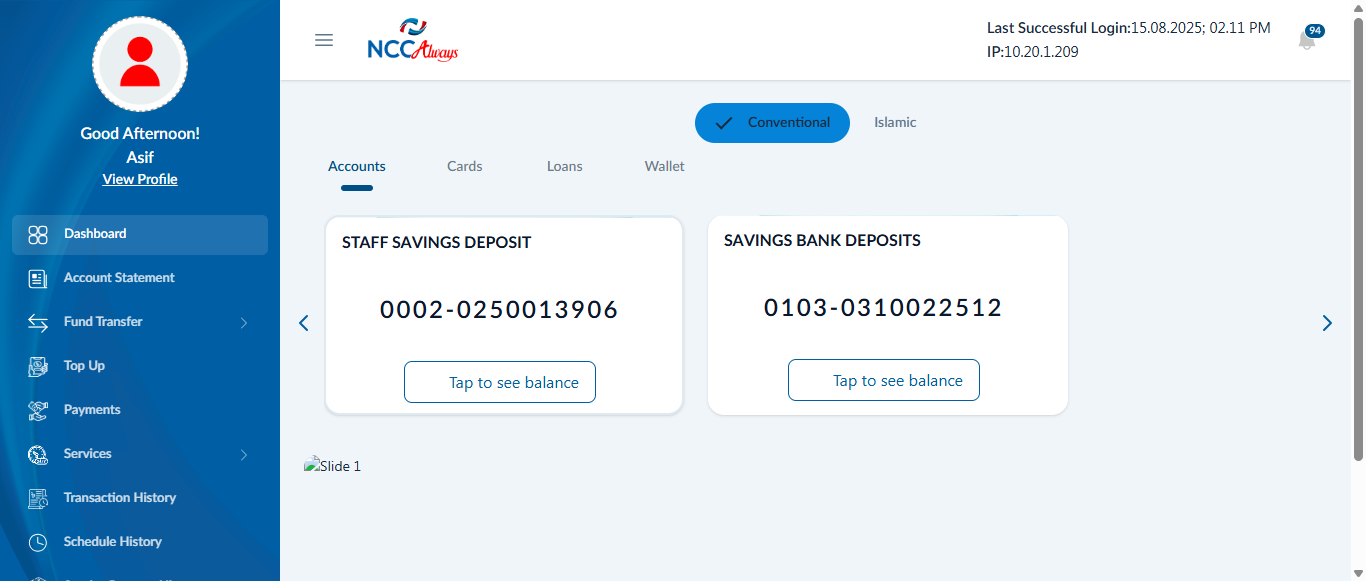 Good Afternoon!
Asif
View Profile
Dashboard
Account Statement
Fund Transfer
Top Up
Payments
Services
Transaction History
Schedule History
NCC Always
Last Successful Login:15.08.2025; 02.11 PM
IP:10.20.1.209
94
Conventional
Islamic
Accounts
Cards
Loans
Wallet
STAFF SAVINGS DEPOSIT
0002-0250013906
Tap to see balance
SAVINGS BANK DEPOSITS
0103-0310022512
Tap to see balance
Slide 1